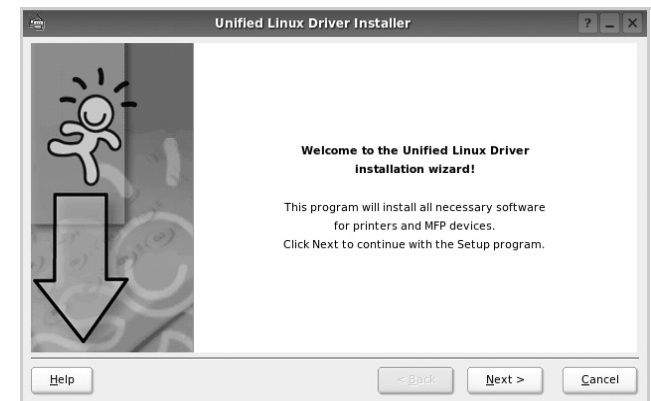 Unified Linux Driver Installer
Welcome to the Unified Linux Driver
installation wizard!
This program will install all necessary software
for printers and MFP devices.
Click Next to continue with the Setup program.
Help
< Back
Next >
Cancel